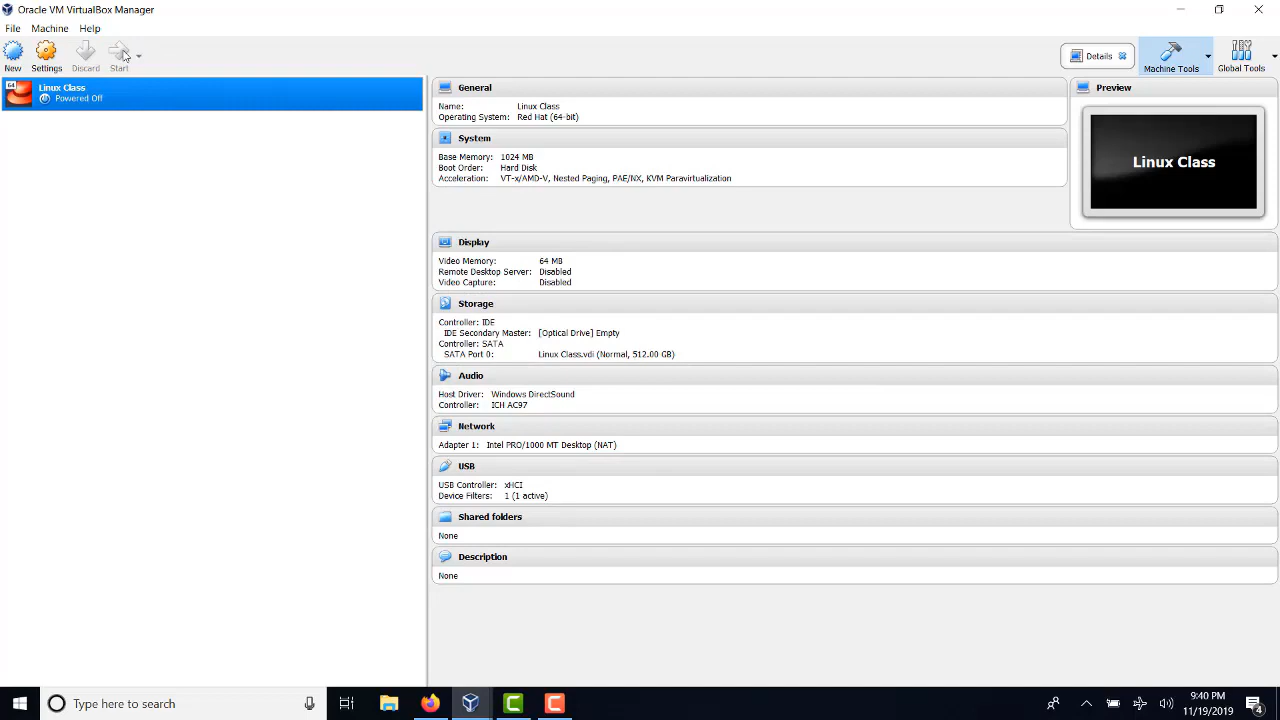 Oracle VM VirtualBox Manager
File Machine Help
New Settings Discard Start
Details Machine Tools Global Tools
64 Linux Class
Powered Off
General
Name: Linux Class
Operating System: Red Hat (64-bit)
System
Base Memory: 1024 MB
Boot Order: Hard Disk
Acceleration: VT-x/AMD-V, Nested Paging, PAE/NX, KVM Paravirtualization
Preview
Linux Class
Display
Video Memory: 64 MB
Remote Desktop Server: Disabled
Video Capture: Disabled
Storage
Controller: IDE
IDE Secondary Master: [Optical Drive] Empty
Controller: SATA
SATA Port 0: Linux Class.vdi (Normal, 512.00 GB)
Audio
Host Driver: Windows DirectSound
Controller: ICH AC97
Network
Adapter 1: Intel PRO/1000 MT Desktop (NAT)
USB
USB Controller: xHCI
Device Filters: 1 (1 active)
Shared folders
None
Description
None
Type here to search
9:40 PM
11/19/2019
4